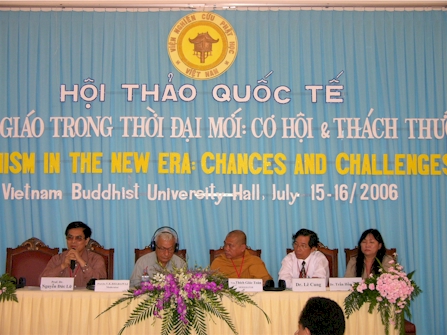 VIỆN NGHIÊN CỨU PHẬT HỌC
VIỆT NAM
HỘI THẢO QUỐC TẾ
GIÁO TRONG THỜI ĐẠI MỚI: CƠ HỘI & THÁCH THỨ
ISM IN THE NEW ERA: CHANCES AND CHALLENGES
Vietnam Buddhist University Hall, July 15-16/2006
Dr. Lê Cung